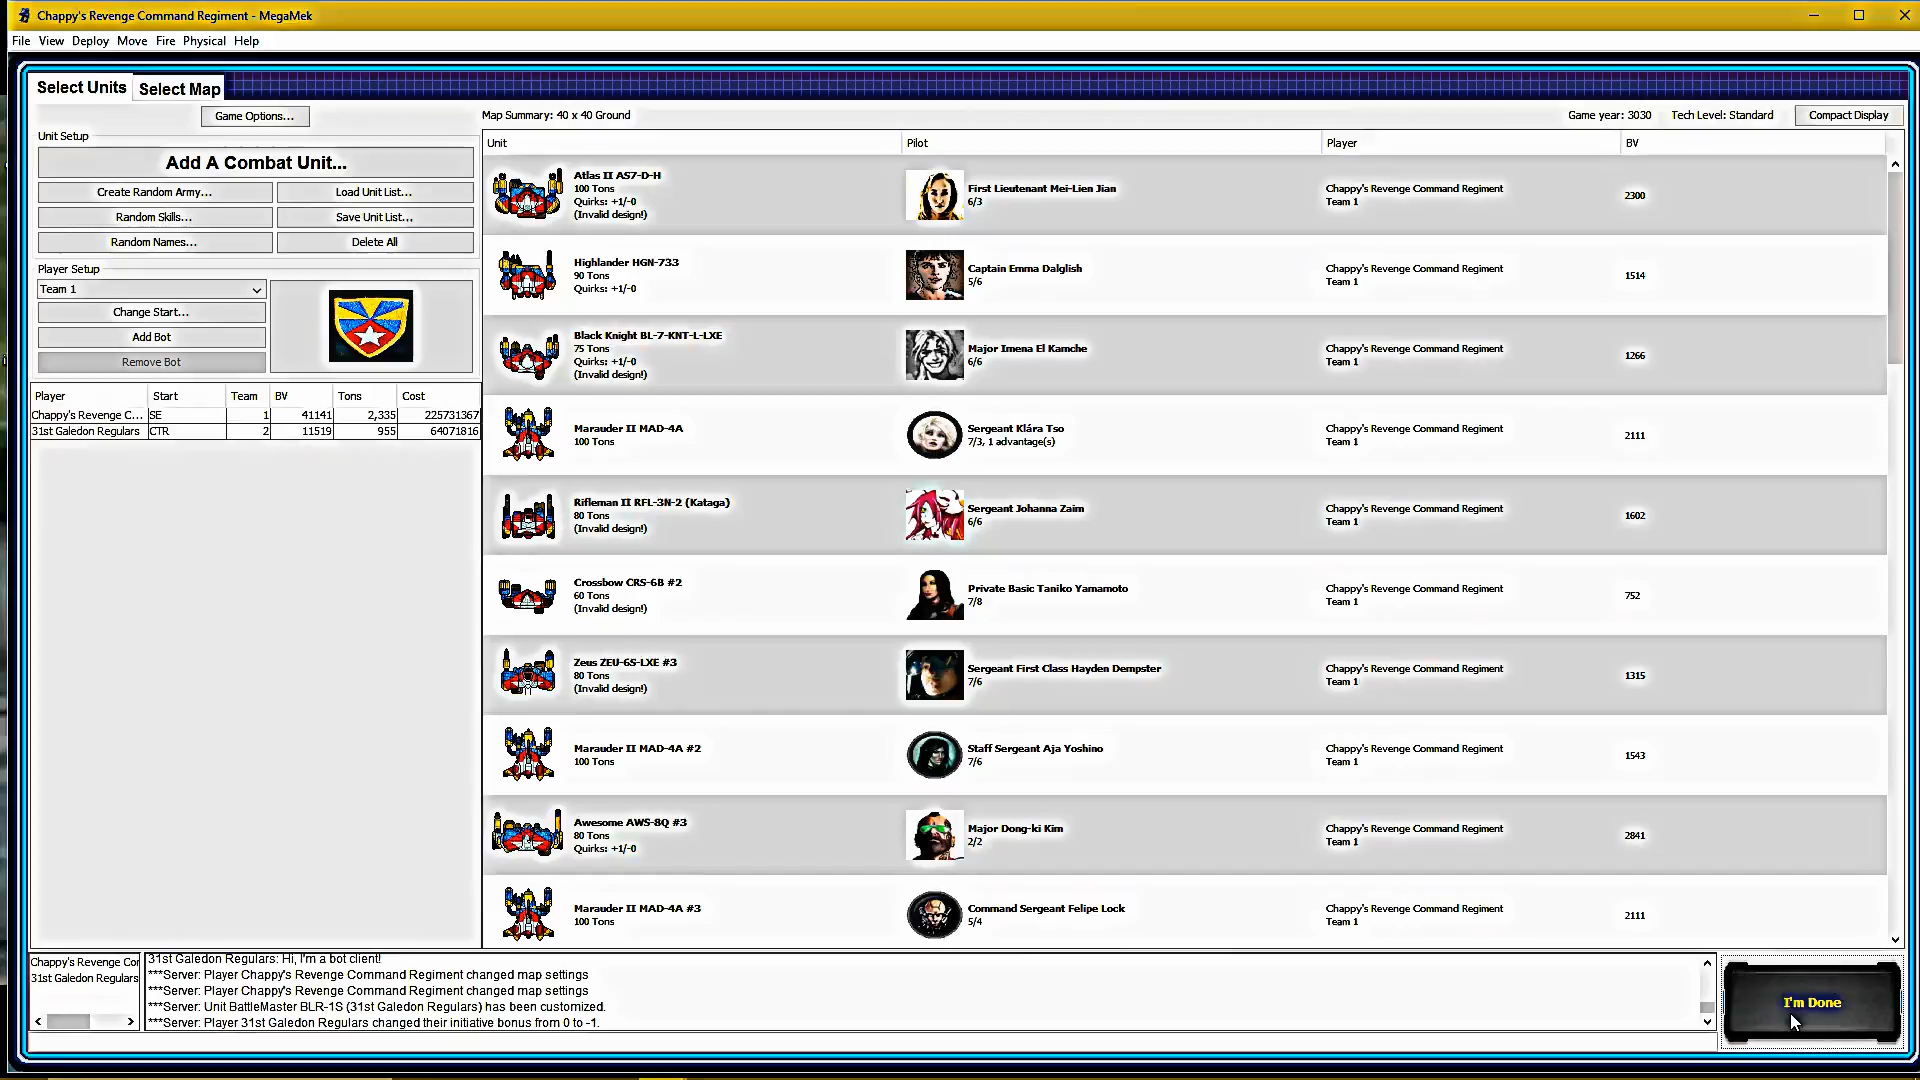 Chappy's Revenge Command Regiment - MegaMek
File View Deploy Move Fire Physical Help
Select Units Select Map
Game Options...
Map Summary: 40 x 40 Ground
Game year: 3030 Tech Level: Standard Compact Display
Unit Setup
Add A Combat Unit...
Create Random Army... Load Unit List...
Random Skills... Save Unit List...
Random Names... Delete All
Player Setup
Team 1
Change Start...
Add Bot
Remove Bot
Player Start Team BV Tons Cost
Chappy's Revenge C... SE 1 41141 2,335 225731367
31st Galedon Regulars CTR 2 11519 955 64071816
Unit Pilot Player BV
Atlas II AS7-D-H
100 Tons
Quirks: +1/-0
(Invalid design!)
First Lieutenant Mei-Lien Jian
6/3
Chappy's Revenge Command Regiment
Team 1
2300
Highlander HGN-733
90 Tons
Quirks: +1/-0
Captain Emma Dalglish
5/6
Chappy's Revenge Command Regiment
Team 1
1514
Black Knight BL-7-KNT-L-LXE
75 Tons
Quirks: +1/-0
(Invalid design!)
Major Imena El Kamche
6/6
Chappy's Revenge Command Regiment
Team 1
1266
Marauder II MAD-4A
100 Tons
Sergeant Klára Tso
7/3, 1 advantage(s)
Chappy's Revenge Command Regiment
Team 1
2111
Rifleman II RFL-3N-2 (Kataga)
80 Tons
(Invalid design!)
Sergeant Johanna Zaim
6/6
Chappy's Revenge Command Regiment
Team 1
1602
Crossbow CRS-6B #2
60 Tons
(Invalid design!)
Private Basic Taniko Yamamoto
7/8
Chappy's Revenge Command Regiment
Team 1
752
Zeus ZEU-6S-LXE #3
80 Tons
(Invalid design!)
Sergeant First Class Hayden Dempster
7/6
Chappy's Revenge Command Regiment
Team 1
1315
Marauder II MAD-4A #2
100 Tons
Staff Sergeant Aja Yoshino
7/6
Chappy's Revenge Command Regiment
Team 1
1543
Awesome AWS-8Q #3
80 Tons
Quirks: +1/-0
Major Dong-ki Kim
2/2
Chappy's Revenge Command Regiment
Team 1
2841
Marauder II MAD-4A #3
100 Tons
Command Sergeant Felipe Lock
5/4
Chappy's Revenge Command Regiment
Team 1
2111
Chappy's Revenge Cor
31st Galedon Regulars
31st Galedon Regulars: Hi, I'm a bot client!
***Server: Player Chappy's Revenge Command Regiment changed map settings
***Server: Player Chappy's Revenge Command Regiment changed map settings
***Server: Unit BattleMaster BLR-1S (31st Galedon Regulars) has been customized.
***Server: Player 31st Galedon Regulars changed their initiative bonus from 0 to -1.
I'm Done